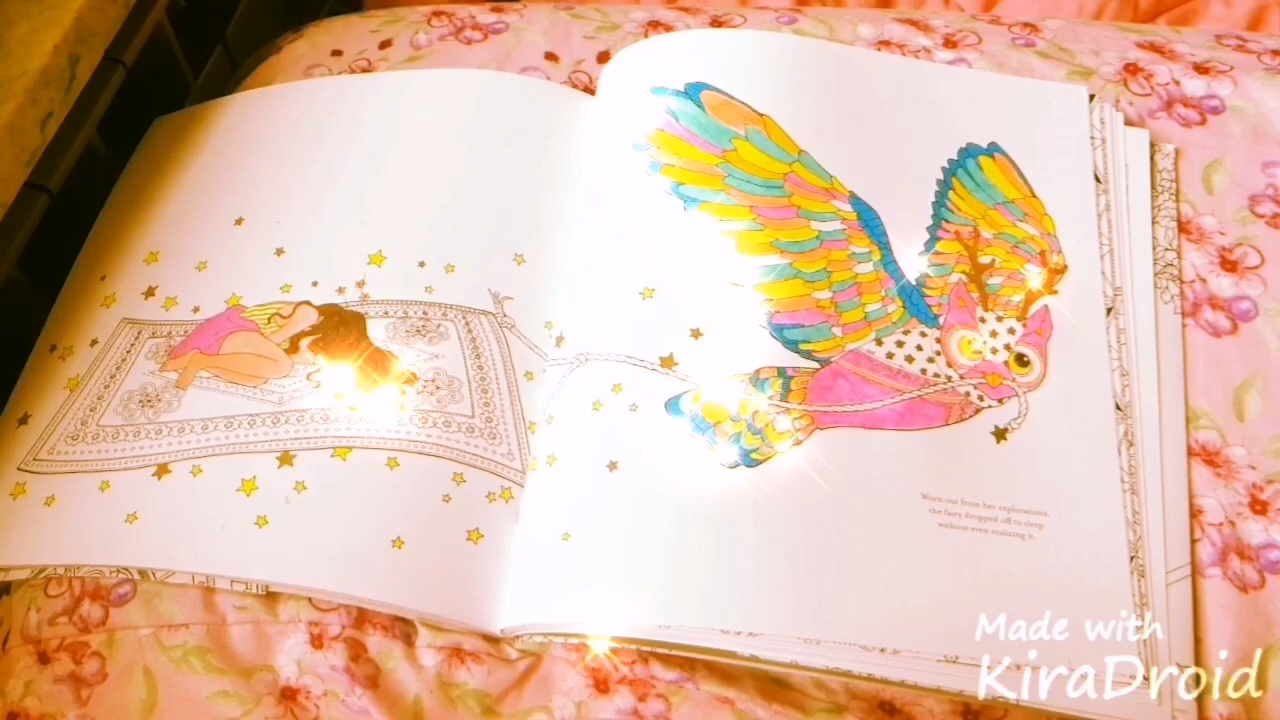 Worn out from her explorations,
the fairy dropped off to sleep
without even realizing it.
Made with
KiraDroid